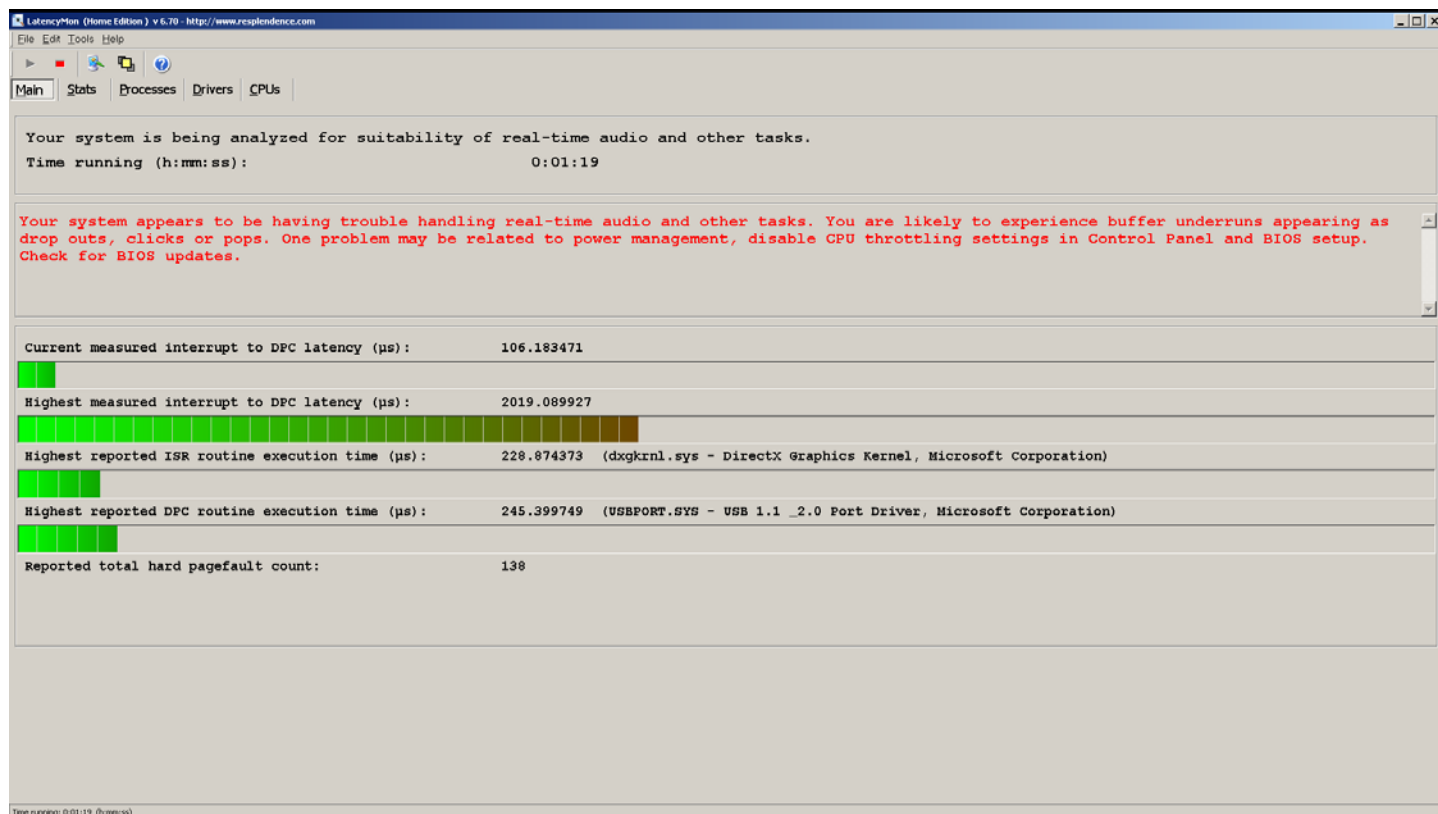 LatencyMon (Home Edition ) v 6.70 - http://www.resplendence.com
File Edit Tools Help
Main Stats Processes Drivers CPUs
Your system is being analyzed for suitability of real-time audio and other tasks.
Time running (h:mm:ss): 0:01:19
Your system appears to be having trouble handling real-time audio and other tasks. You are likely to experience buffer underruns appearing as
drop outs, clicks or pops. One problem may be related to power management, disable CPU throttling settings in Control Panel and BIOS setup.
Check for BIOS updates.
Current measured interrupt to DPC latency (µs): 106.183471
Highest measured interrupt to DPC latency (µs): 2019.089927
Highest reported ISR routine execution time (µs): 228.874373 (dxgkrnl.sys - DirectX Graphics Kernel, Microsoft Corporation)
Highest reported DPC routine execution time (µs): 245.399749 (USBPORT.SYS - USB 1.1 _2.0 Port Driver, Microsoft Corporation)
Reported total hard pagefault count: 138
Time running: 0:01:19 (h:mm:ss)